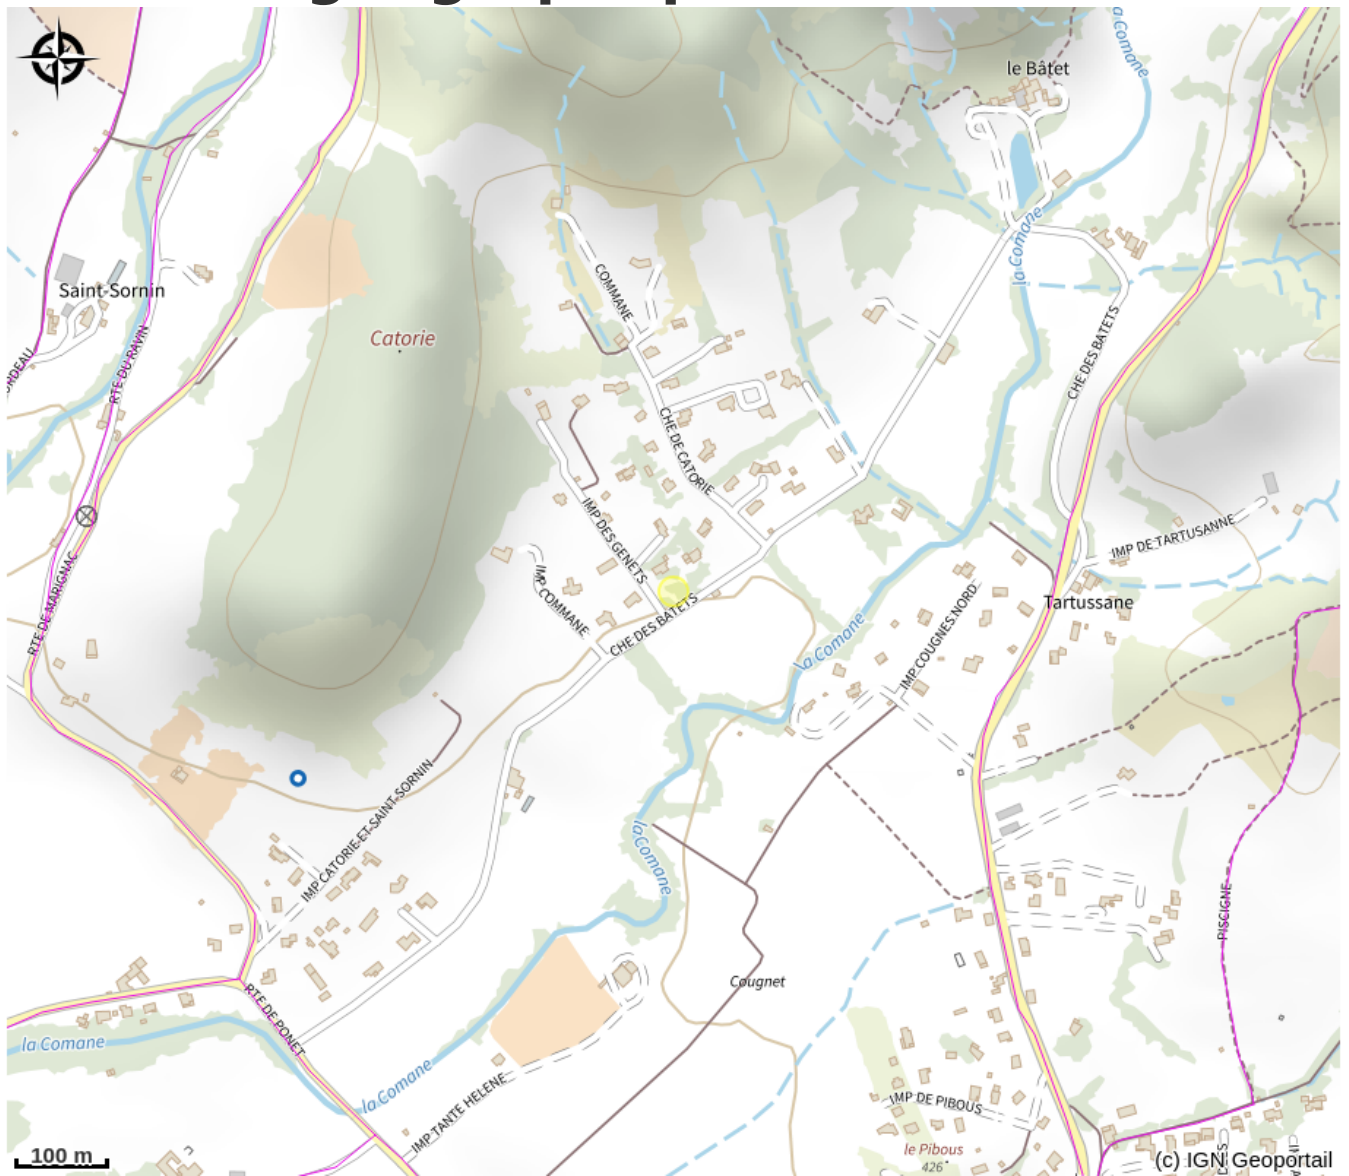 la Comane
le Bâtet
la Comane
Saint-Sornin
COMMANE
RTE DU RAVIN
Catorie
CHE DES BATETS
CHE DE CATORIE
IMP DES GENETS
IMP DE TARTUSANNE
RTE DE MARIGNAC
IMP COMMANE
CHE DES BATETS
Tartussane
la Comane
IMP COUGNES NORD
IMP CATORIE ET SAINT-SORNIN
la Comane
PISCIGNE
Cougnet
RTE DE PONET
la Comane
la Comane
IMP TANTE HELENE
IMP DE PIBOUS
le Pibous
426
100 m
(c) IGN Geoportail